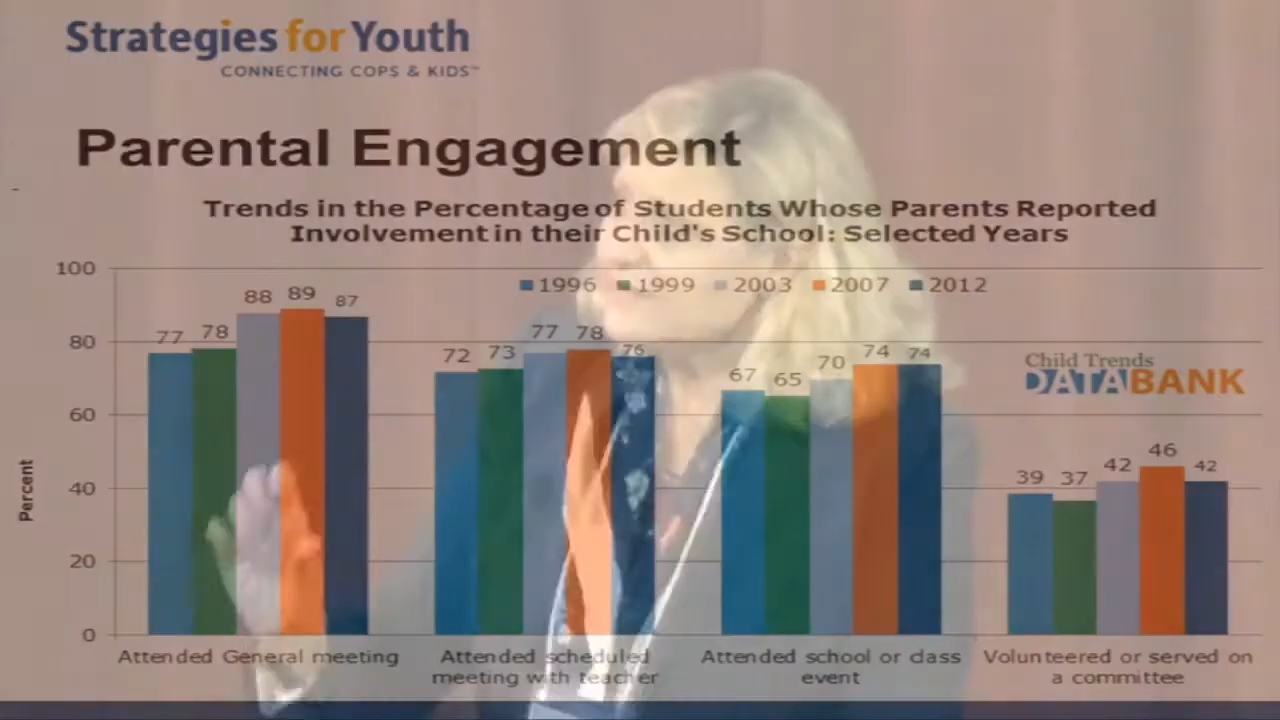 Strategies for Youth
CONNECTING COPS & KIDS™
Parental Engagement
Trends in the Percentage of Students Whose Parents Reported
Involvement in their Child's School: Selected Years
1996 1999 2003 2007 2012
100
80
60
40
20
0
Percent
77 78 88 89 87
72 73 77 78 76
67 65 70 74 74
39 37 42 46 42
Child Trends
DATABANK
Attended General meeting
Attended scheduled
meeting with teacher
Attended school or class
event
Volunteered or served on
a committee